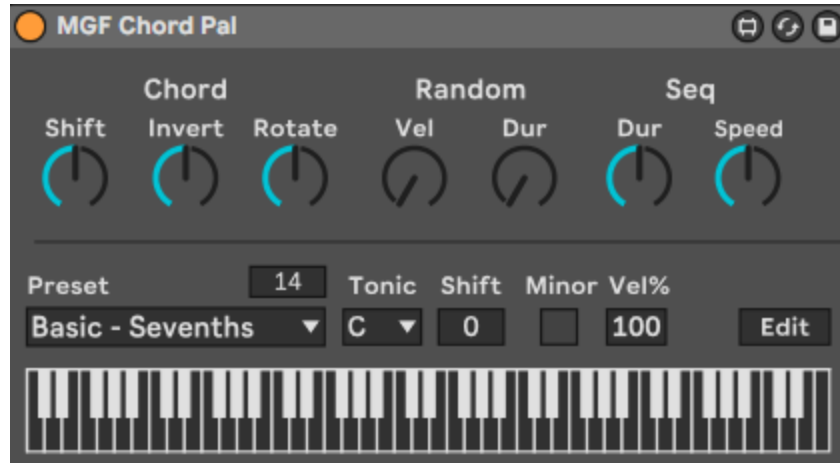 MGF Chord Pal
Chord Random Seq
Shift Invert Rotate Vel Dur Dur Speed
Preset 14 Tonic Shift Minor Vel%
Basic - Sevenths C 0 100 Edit